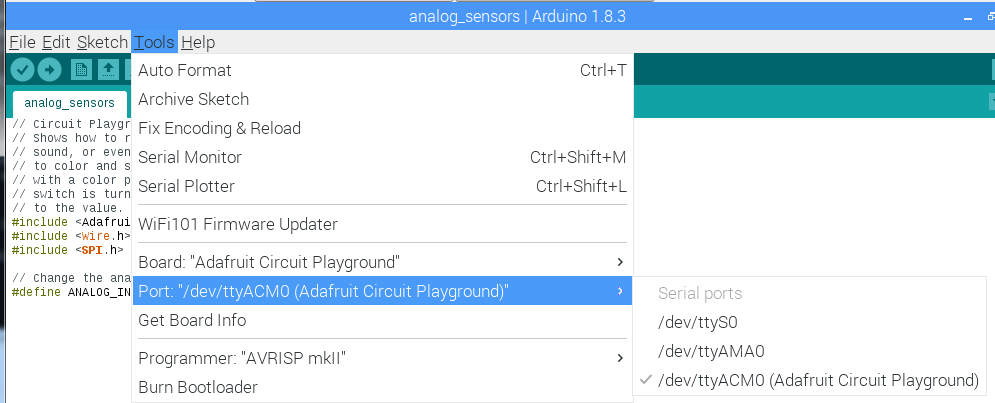 analog_sensors | Arduino 1.8.3
File Edit Sketch Tools Help
Auto Format Ctrl+T
Archive Sketch
Fix Encoding & Reload
Serial Monitor Ctrl+Shift+M
Serial Plotter Ctrl+Shift+L
WiFi101 Firmware Updater
Board: "Adafruit Circuit Playground"
Port: "/dev/ttyACM0 (Adafruit Circuit Playground)"
Get Board Info
Programmer: "AVRISP mkII"
Burn Bootloader
Serial ports
/dev/ttyS0
/dev/ttyAMA0
/dev/ttyACM0 (Adafruit Circuit Playground)
analog_sensors
// Circuit Playgr
// Shows how to r
// sound, or even
// to color and s
// with a color p
// switch is turn
// to the value.
#include <Adafrui
#include <Wire.h>
#include <SPI.h>
// Change the ana
#define ANALOG_IN